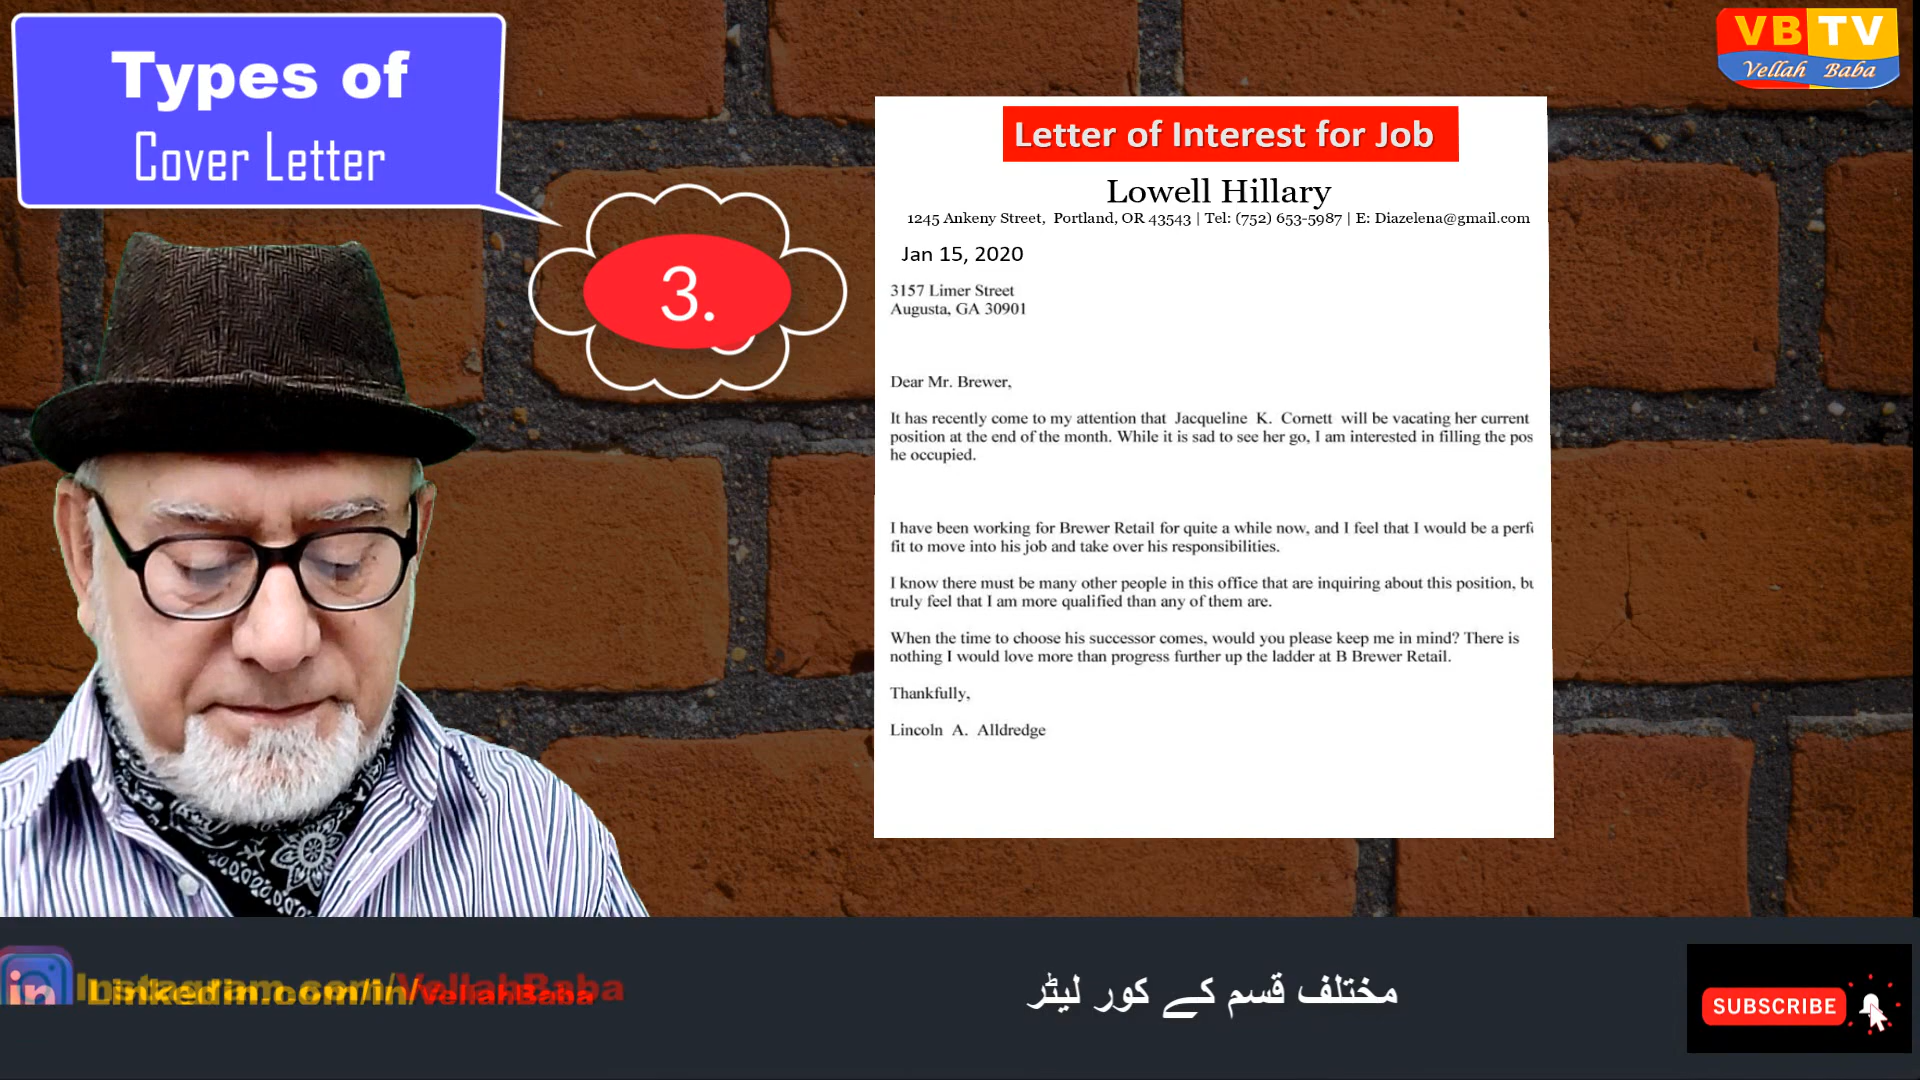 Types of
Cover Letter
3.
VBTV
Vellah Baba
Letter of Interest for Job
Lowell Hillary
1245 Ankeny Street, Portland, OR 43543 | Tel: (752) 653-5987 | E: Diazelena@gmail.com
Jan 15, 2020
3157 Limer Street
Augusta, GA 30901
Dear Mr. Brewer,
It has recently come to my attention that Jacqueline K. Cornett will be vacating her current
position at the end of the month. While it is sad to see her go, I am interested in filling the pos
he occupied.
I have been working for Brewer Retail for quite a while now, and I feel that I would be a perf
fit to move into his job and take over his responsibilities.
I know there must be many other people in this office that are inquiring about this position, bu
truly feel that I am more qualified than any of them are.
When the time to choose his successor comes, would you please keep me in mind? There is
nothing I would love more than progress further up the ladder at B Brewer Retail.
Thankfully,
Lincoln A. Alldredge
in
Instagram.com/VellahBaba
Linkedin.com/in/VellahBaba
مختلف قسم کے کور لیٹر
SUBSCRIBE